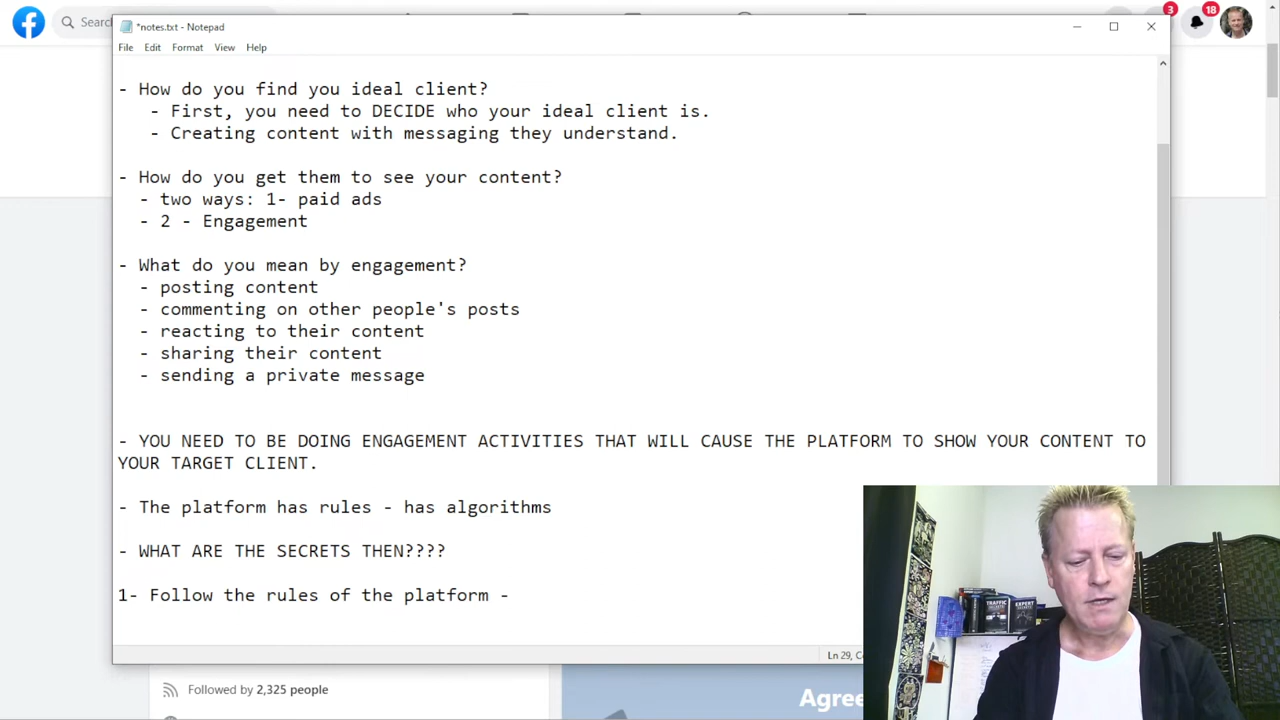 Searc
*notes.txt - Notepad
3
18
File Edit Format View Help
- How do you find you ideal client?
- First, you need to DECIDE who your ideal client is.
- Creating content with messaging they understand.
- How do you get them to see your content?
- two ways: 1- paid ads
- 2 - Engagement
- What do you mean by engagement?
- posting content
- commenting on other people's posts
- reacting to their content
- sharing their content
- sending a private message
- YOU NEED TO BE DOING ENGAGEMENT ACTIVITIES THAT WILL CAUSE THE PLATFORM TO SHOW YOUR CONTENT TO
YOUR TARGET CLIENT.
- The platform has rules - has algorithms
- WHAT ARE THE SECRETS THEN????
1- Follow the rules of the platform -
TRAFFIC
EXPERT
Ln 29, C
Followed by 2,325 people
Agree